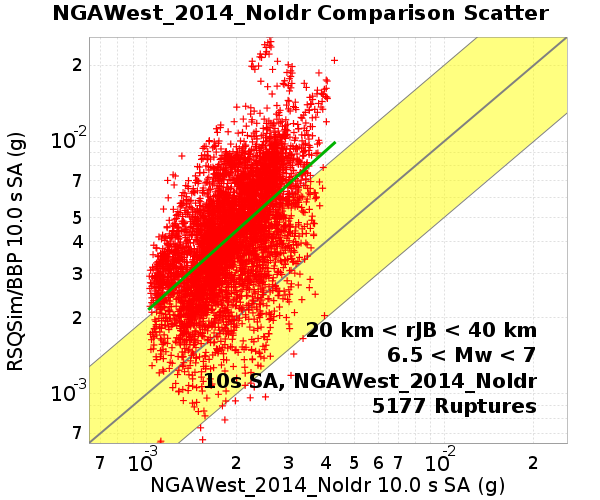 NGAWest_2014_NoIdr Comparison Scatter
RSQSim/BBP 10.0 s SA (g)
2
10-2
7
5
4
3
2
10-3
7
20 km < rJB < 40 km
6.5 < Mw < 7
10s SA, NGAWest_2014_NoIdr
5177 Ruptures
7 10-3 2 3 4 5 6 7 10-2 2
NGAWest_2014_NoIdr 10.0 s SA (g)